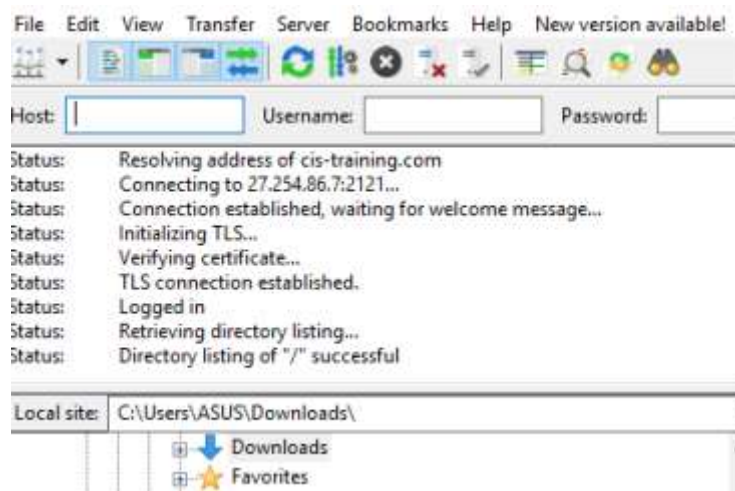 File Edit View Transfer Server Bookmarks Help New version available!
Host: Username: Password:
Status: Resolving address of cis-training.com
Status: Connecting to 27.254.86.7:2121...
Status: Connection established, waiting for welcome message...
Status: Initializing TLS...
Status: Verifying certificate...
Status: TLS connection established.
Status: Logged in
Status: Retrieving directory listing...
Status: Directory listing of "/" successful
Local site: C:\Users\ASUS\Downloads\
Downloads
Favorites